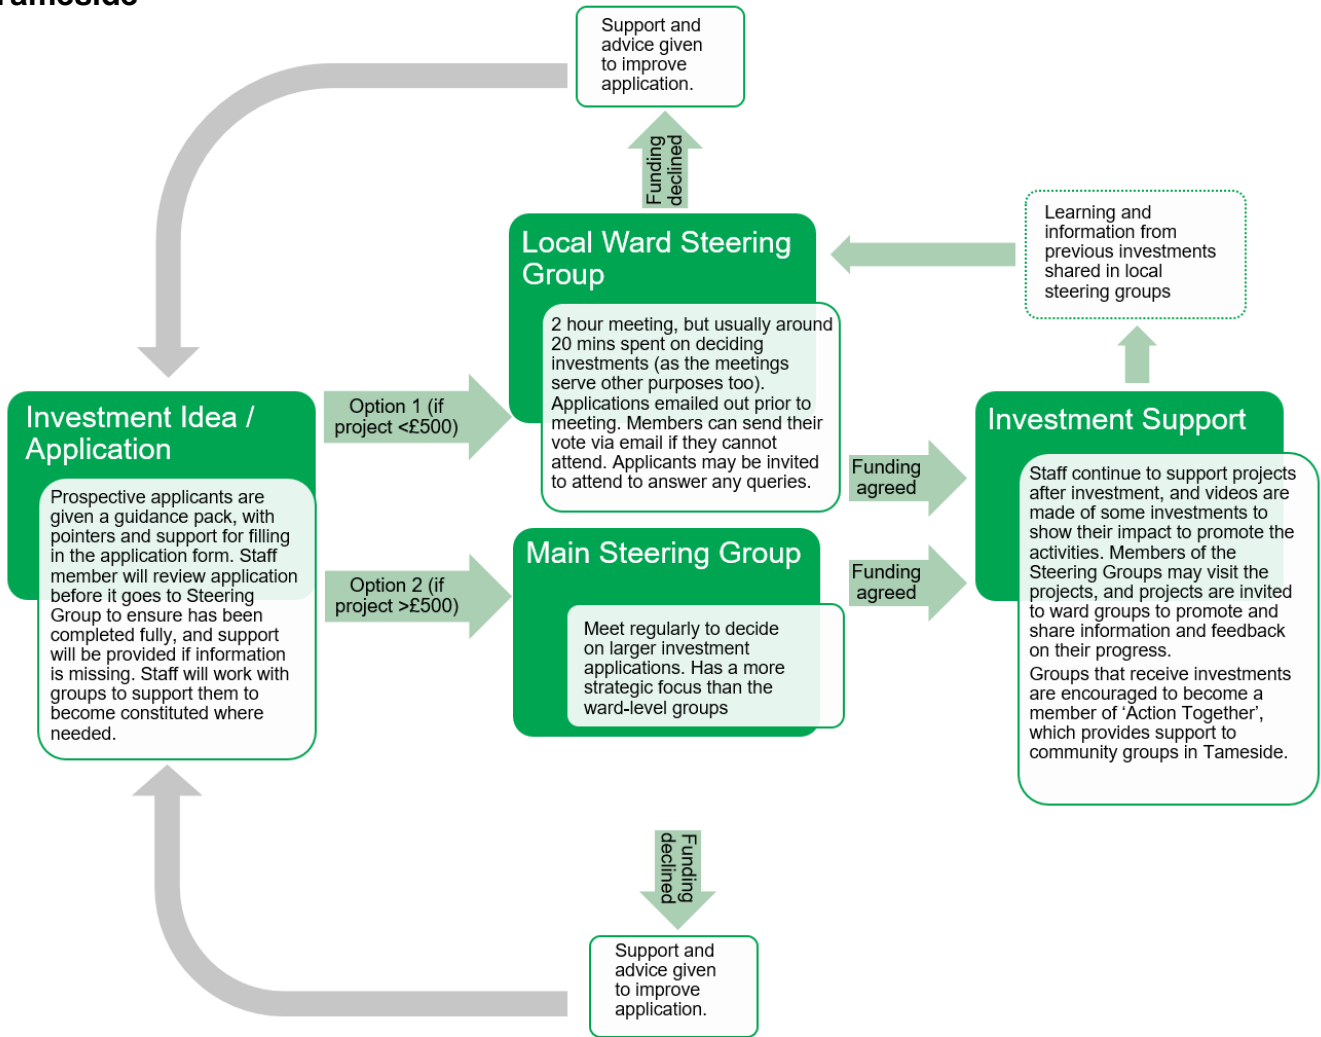 Tameside
Support and
advice given
to improve
application.
Funding
declined
Learning and
information from
previous investments
shared in local
steering groups
Local Ward Steering
Group
2 hour meeting, but usually around
20 mins spent on deciding
investments (as the meetings
serve other purposes too).
Applications emailed out prior to
meeting. Members can send their
vote via email if they cannot
attend. Applicants may be invited
to attend to answer any queries.
Investment Idea /
Application
Prospective applicants are
given a guidance pack, with
pointers and support for filling
in the application form. Staff
member will review application
before it goes to Steering
Group to ensure has been
completed fully, and support
will be provided if information
is missing. Staff will work with
groups to support them to
become constituted where
needed.
Option 1 (if
project <£500)
Option 2 (if
project >£500)
Main Steering Group
Meet regularly to decide
on larger investment
applications. Has a more
strategic focus than the
ward-level groups
Funding
agreed
Funding
agreed
Investment Support
Staff continue to support projects
after investment, and videos are
made of some investments to
show their impact to promote the
activities. Members of the
Steering Groups may visit the
projects, and projects are invited
to ward groups to promote and
share information and feedback
on their progress.
Groups that receive investments
are encouraged to become a
member of ‘Action Together’,
which provides support to
community groups in Tameside.
Funding
declined
Support and
advice given
to improve
application.